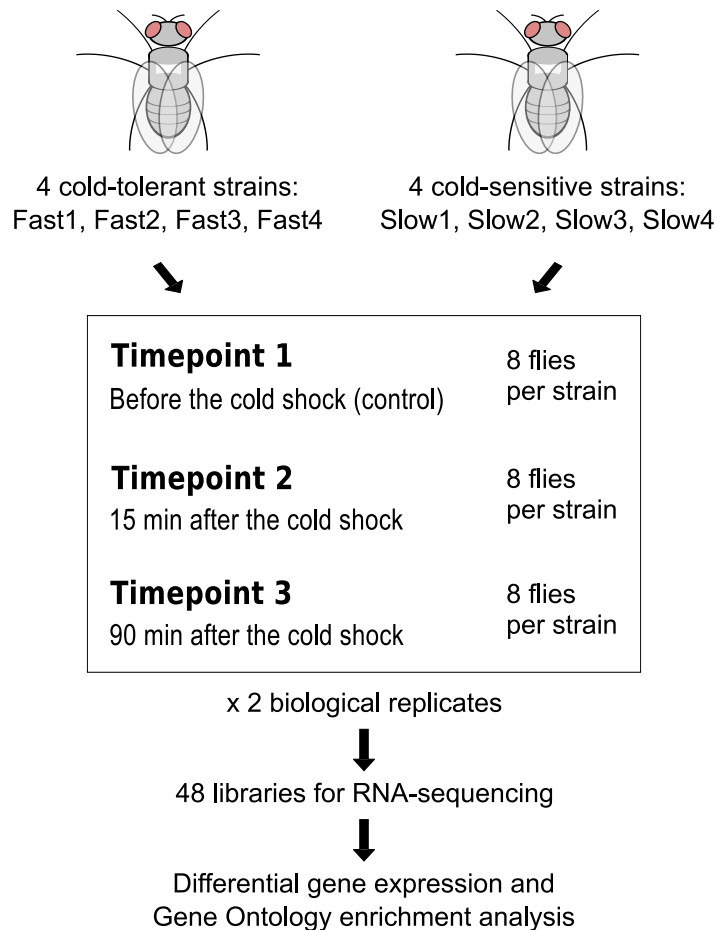 4 cold-tolerant strains:
Fast1, Fast2, Fast3, Fast4
4 cold-sensitive strains:
Slow1, Slow2, Slow3, Slow4
Timepoint 1
Before the cold shock (control)
8 flies
per strain
Timepoint 2
15 min after the cold shock
8 flies
per strain
Timepoint 3
90 min after the cold shock
8 flies
per strain
x 2 biological replicates
48 libraries for RNA-sequencing
Differential gene expression and
Gene Ontology enrichment analysis